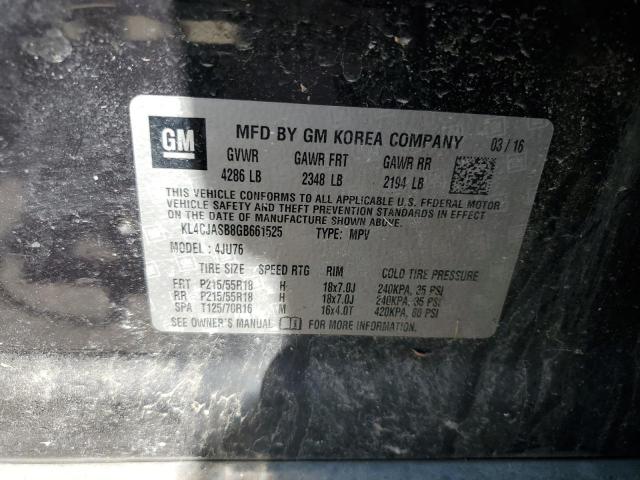 GM
MFD BY GM KOREA COMPANY 03/16
GVWR GAWR FRT GAWR RR
4286 LB 2348 LB 2194 LB
THIS VEHICLE CONFORMS TO ALL APPLICABLE U.S. FEDERAL MOTOR
VEHICLE SAFETY AND THEFT PREVENTION STANDARDS IN EFFECT
ON THE DATE OF MANUFACTURE SHOWN ABOVE.
KL4CJASB8GB661525 TYPE: MPV
MODEL: 4JU76
TIRE SIZE SPEED RTG RIM COLD TIRE PRESSURE
FRT P215/55R18 H 18x7.0J 240KPA, 35 PSI
RR P215/55R18 H 18x7.0J 240KPA, 35 PSI
SPA T125/70R16 M 16x4.0T 420KPA, 60 PSI
SEE OWNER'S MANUAL FOR MORE INFORMATION.